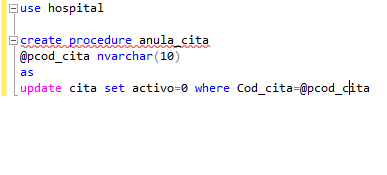 use hospital
create procedure anula_cita
@pcod_cita nvarchar(10)
as
update cita set activo=0 where Cod_cita=@pcod_cita